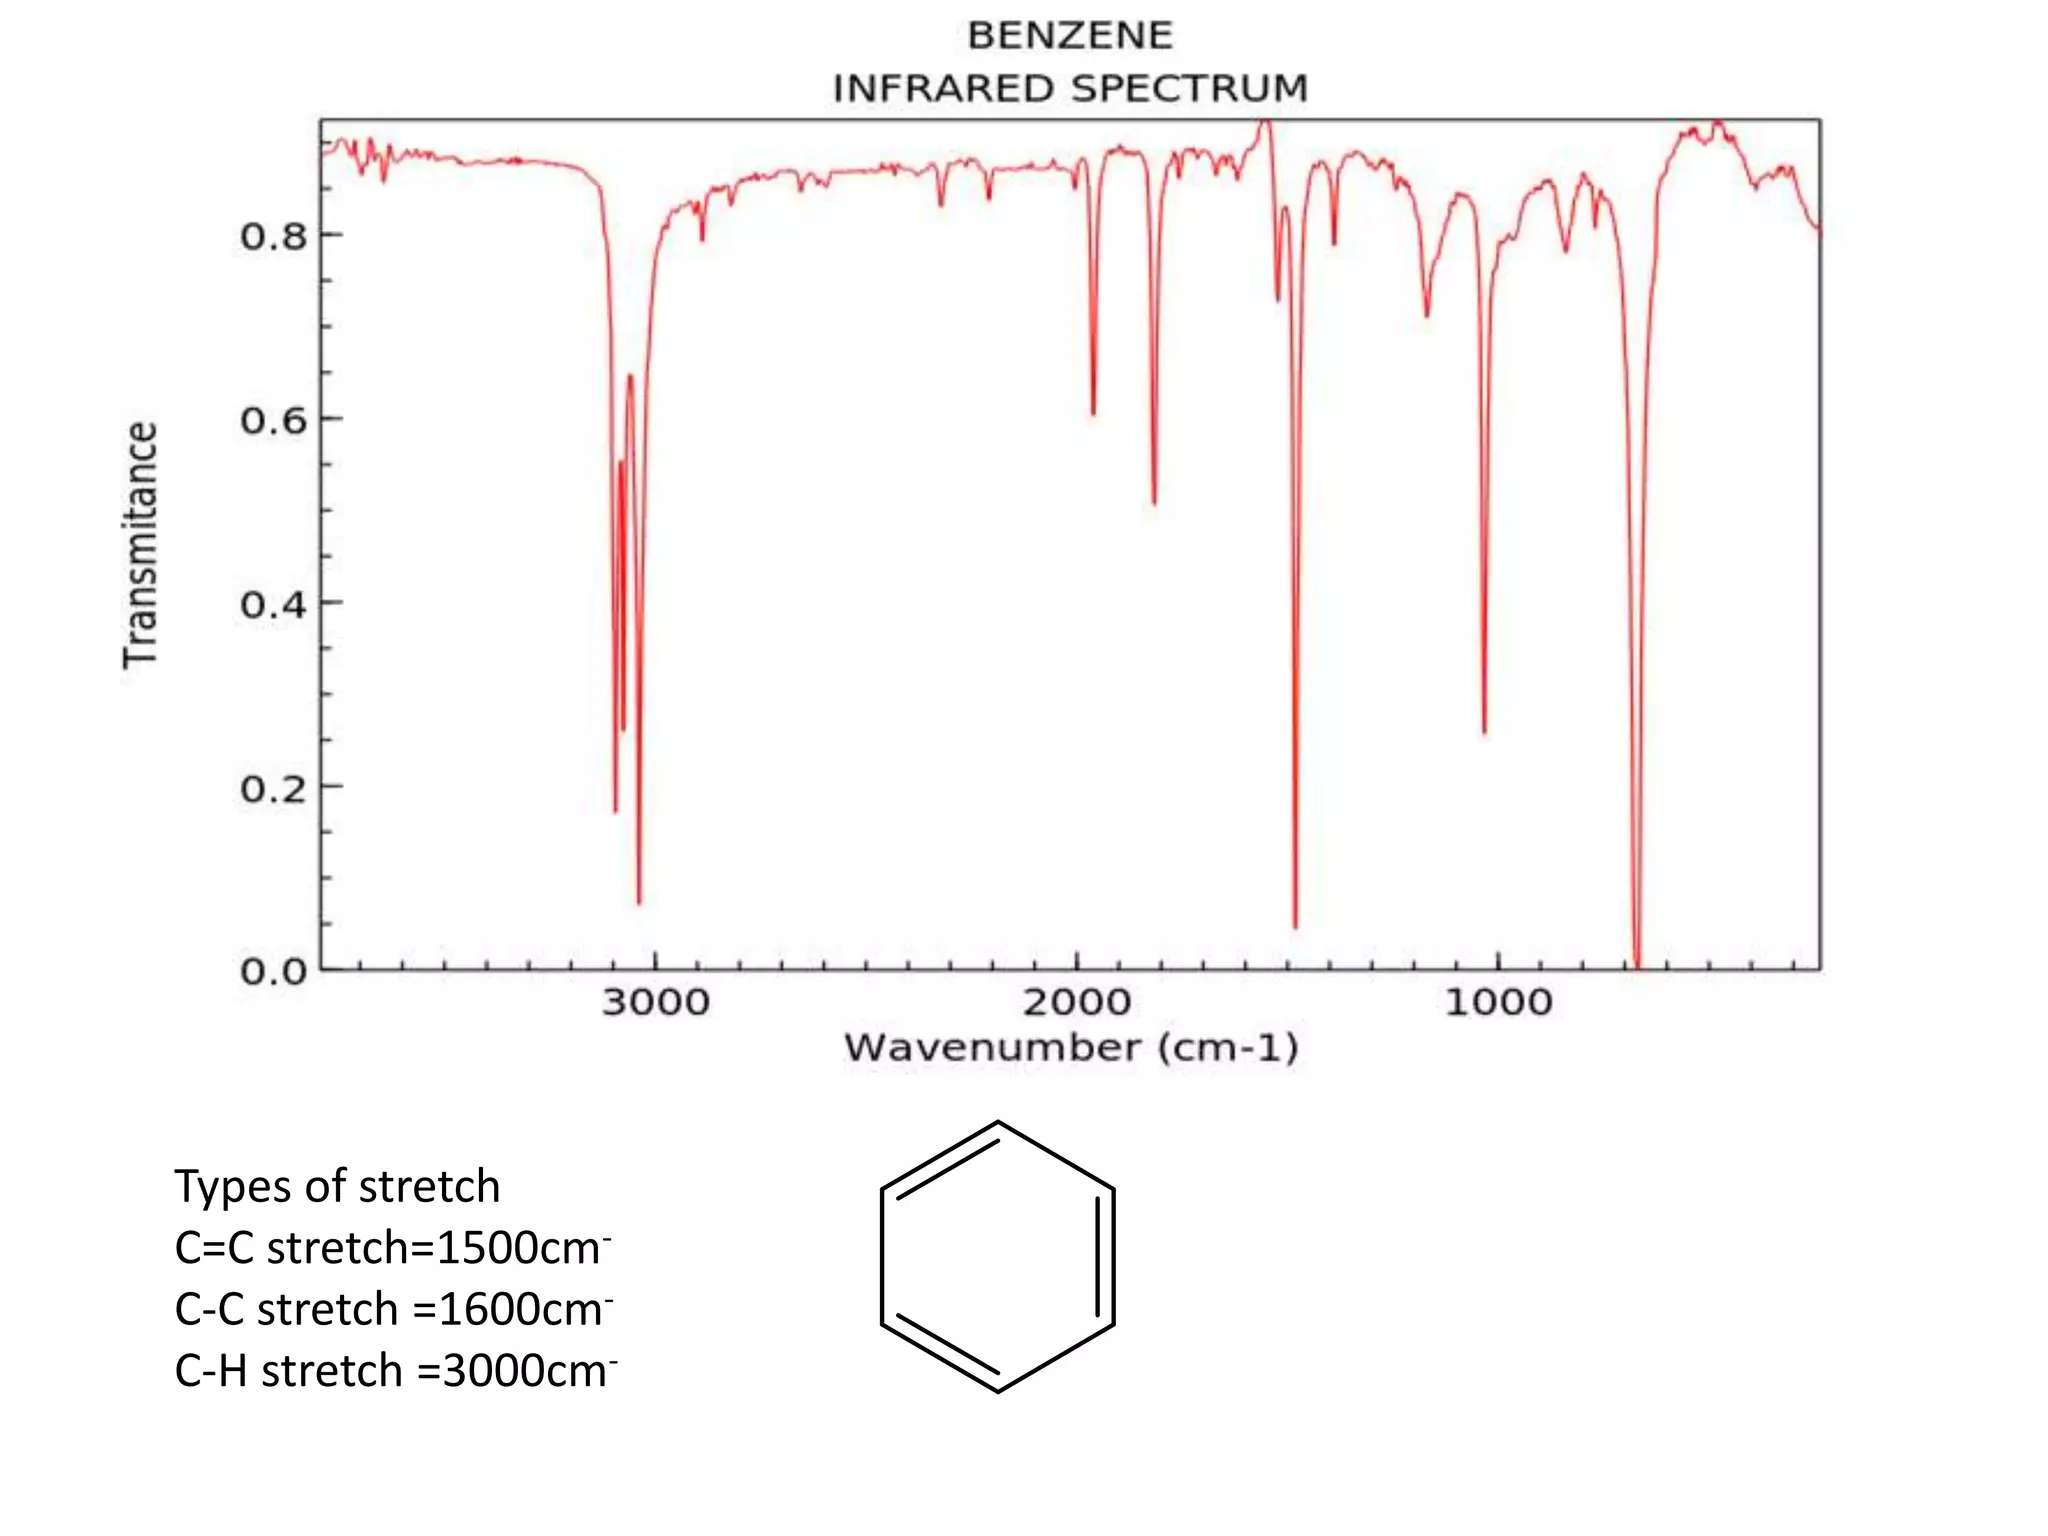 BENZENE
INFRARED SPECTRUM
Transmitance
0.8
0.6
0.4
0.2
0.0
3000 2000 1000
Wavenumber (cm-1)
Types of stretch
C=C stretch=1500cm⁻
C-C stretch =1600cm⁻
C-H stretch =3000cm⁻